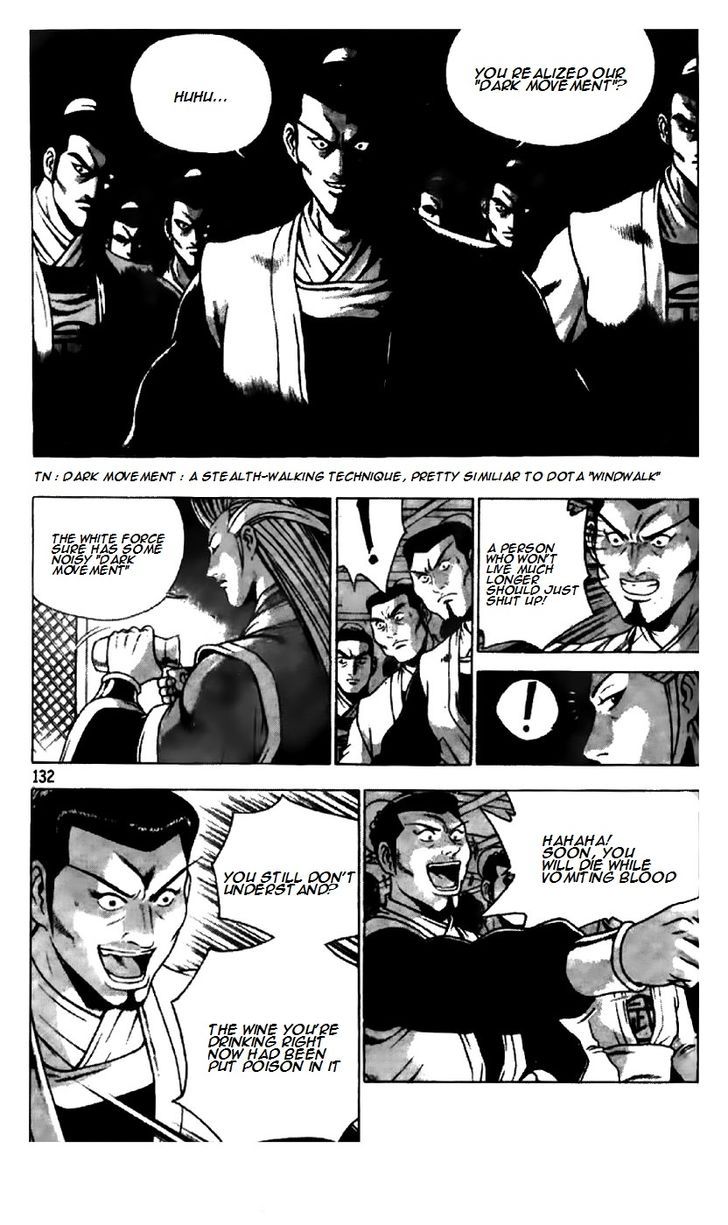 HUHU...
YOU REALIZED OUR
"DARK MOVEMENT"?
TN : DARK MOVEMENT : A STEALTH-WALKING TECHNIQUE, PRETTY SIMILIAR TO DOTA "WINDWALK"
THE WHITE FORCE
SURE HAS SOME
NOISY "DARK
MOVEMENT"
!
A PERSON
WHO WON'T
LIVE MUCH
LONGER
SHOULD JUST
SHUT UP!
!
132
YOU STILL DON'T
UNDERSTAND?
THE WINE YOU'RE
DRINKING RIGHT
NOW HAD BEEN
PUT POISON IN IT
HAHAHA!
SOON, YOU
WILL DIE WHILE
VOMITING BLOOD
武